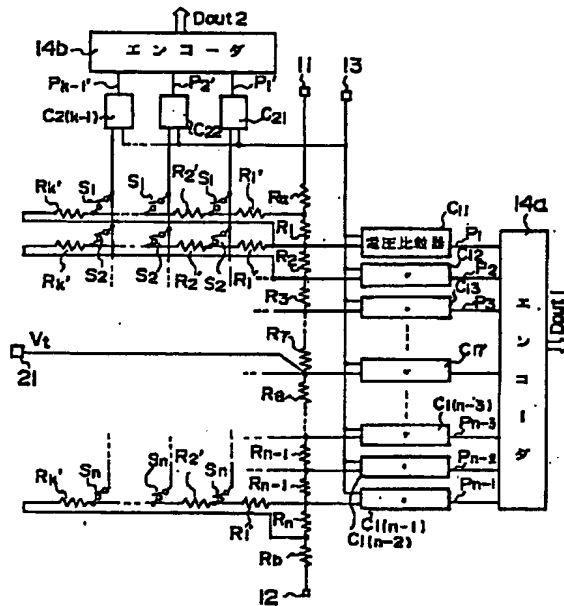 Dout2
14b
エンコーダ
11
13
Pk-1'
P2'
P1'
C2(k-1)
C22
C21
Ra
Rk'
S1
S1
R2'
S1
R1'
R1
C11
14a
電圧比較器
P1
Rk'
S2
S2
R2'
S2
R1'
R2
C12
〃
P2
R3
C13
〃
P3
エンコーダ
Dout1
Vt
21
R7
C17
〃
R8
C1(n-3)
Rn-1
〃
Pn-3
Rk'
Sn
Sn
R2'
Sn
Rn-1
〃
Pn-2
R1'
Rn
〃
Pn-1
C1(n-1)
C1(n-2)
Rb
12